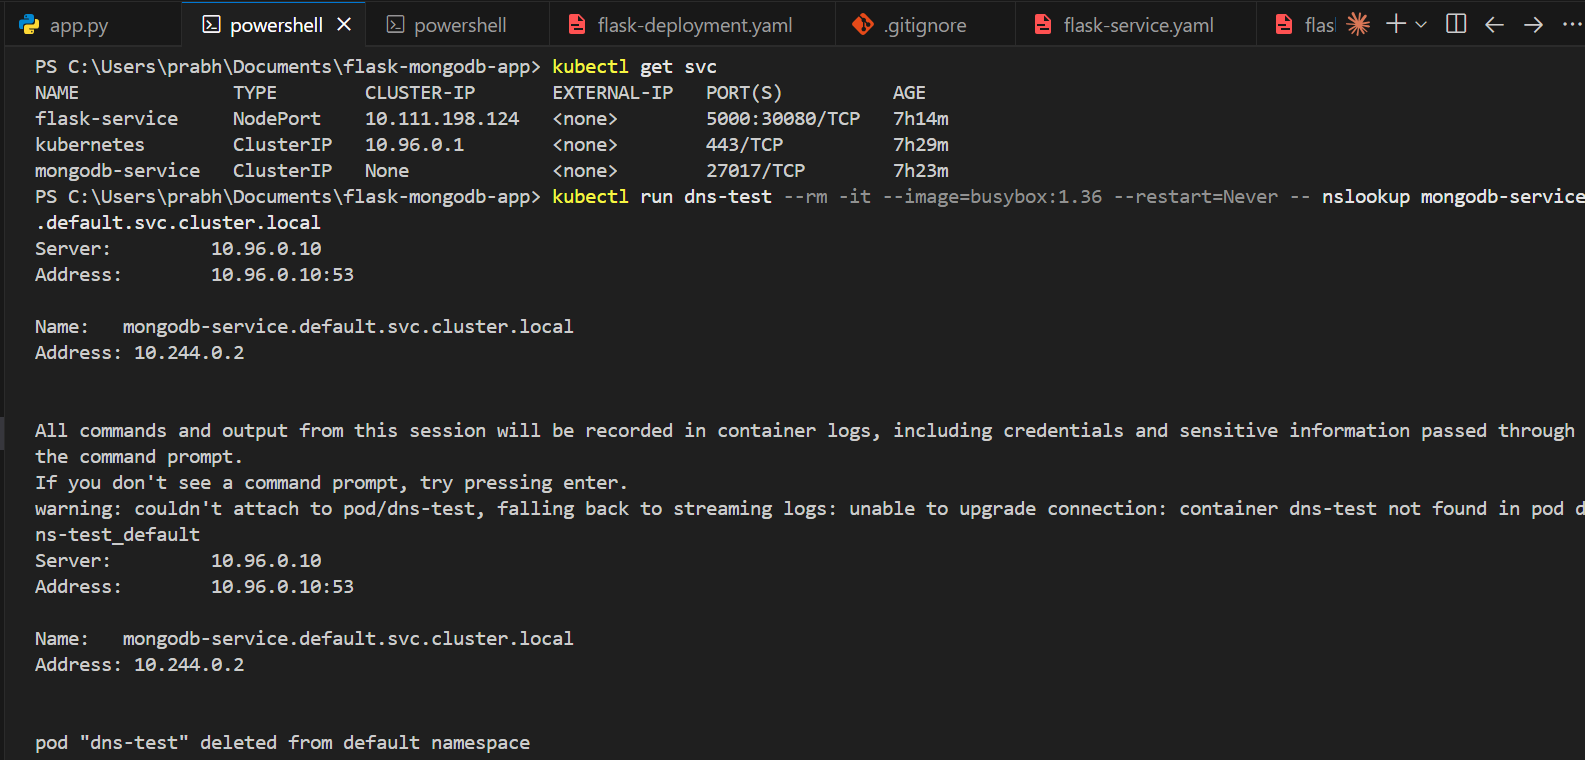 app.py powershell powershell flask-deployment.yaml .gitignore flask-service.yaml flas
PS C:\Users\prabh\Documents\flask-mongodb-app> kubectl get svc
NAME TYPE CLUSTER-IP EXTERNAL-IP PORT(S) AGE
flask-service NodePort 10.111.198.124 <none> 5000:30080/TCP 7h14m
kubernetes ClusterIP 10.96.0.1 <none> 443/TCP 7h29m
mongodb-service ClusterIP None <none> 27017/TCP 7h23m
PS C:\Users\prabh\Documents\flask-mongodb-app> kubectl run dns-test --rm -it --image=busybox:1.36 --restart=Never -- nslookup mongodb-service
.default.svc.cluster.local
Server: 10.96.0.10
Address: 10.96.0.10:53
Name: mongodb-service.default.svc.cluster.local
Address: 10.244.0.2
All commands and output from this session will be recorded in container logs, including credentials and sensitive information passed through
the command prompt.
If you don't see a command prompt, try pressing enter.
warning: couldn't attach to pod/dns-test, falling back to streaming logs: unable to upgrade connection: container dns-test not found in pod d
ns-test_default
Server: 10.96.0.10
Address: 10.96.0.10:53
Name: mongodb-service.default.svc.cluster.local
Address: 10.244.0.2
pod "dns-test" deleted from default namespace